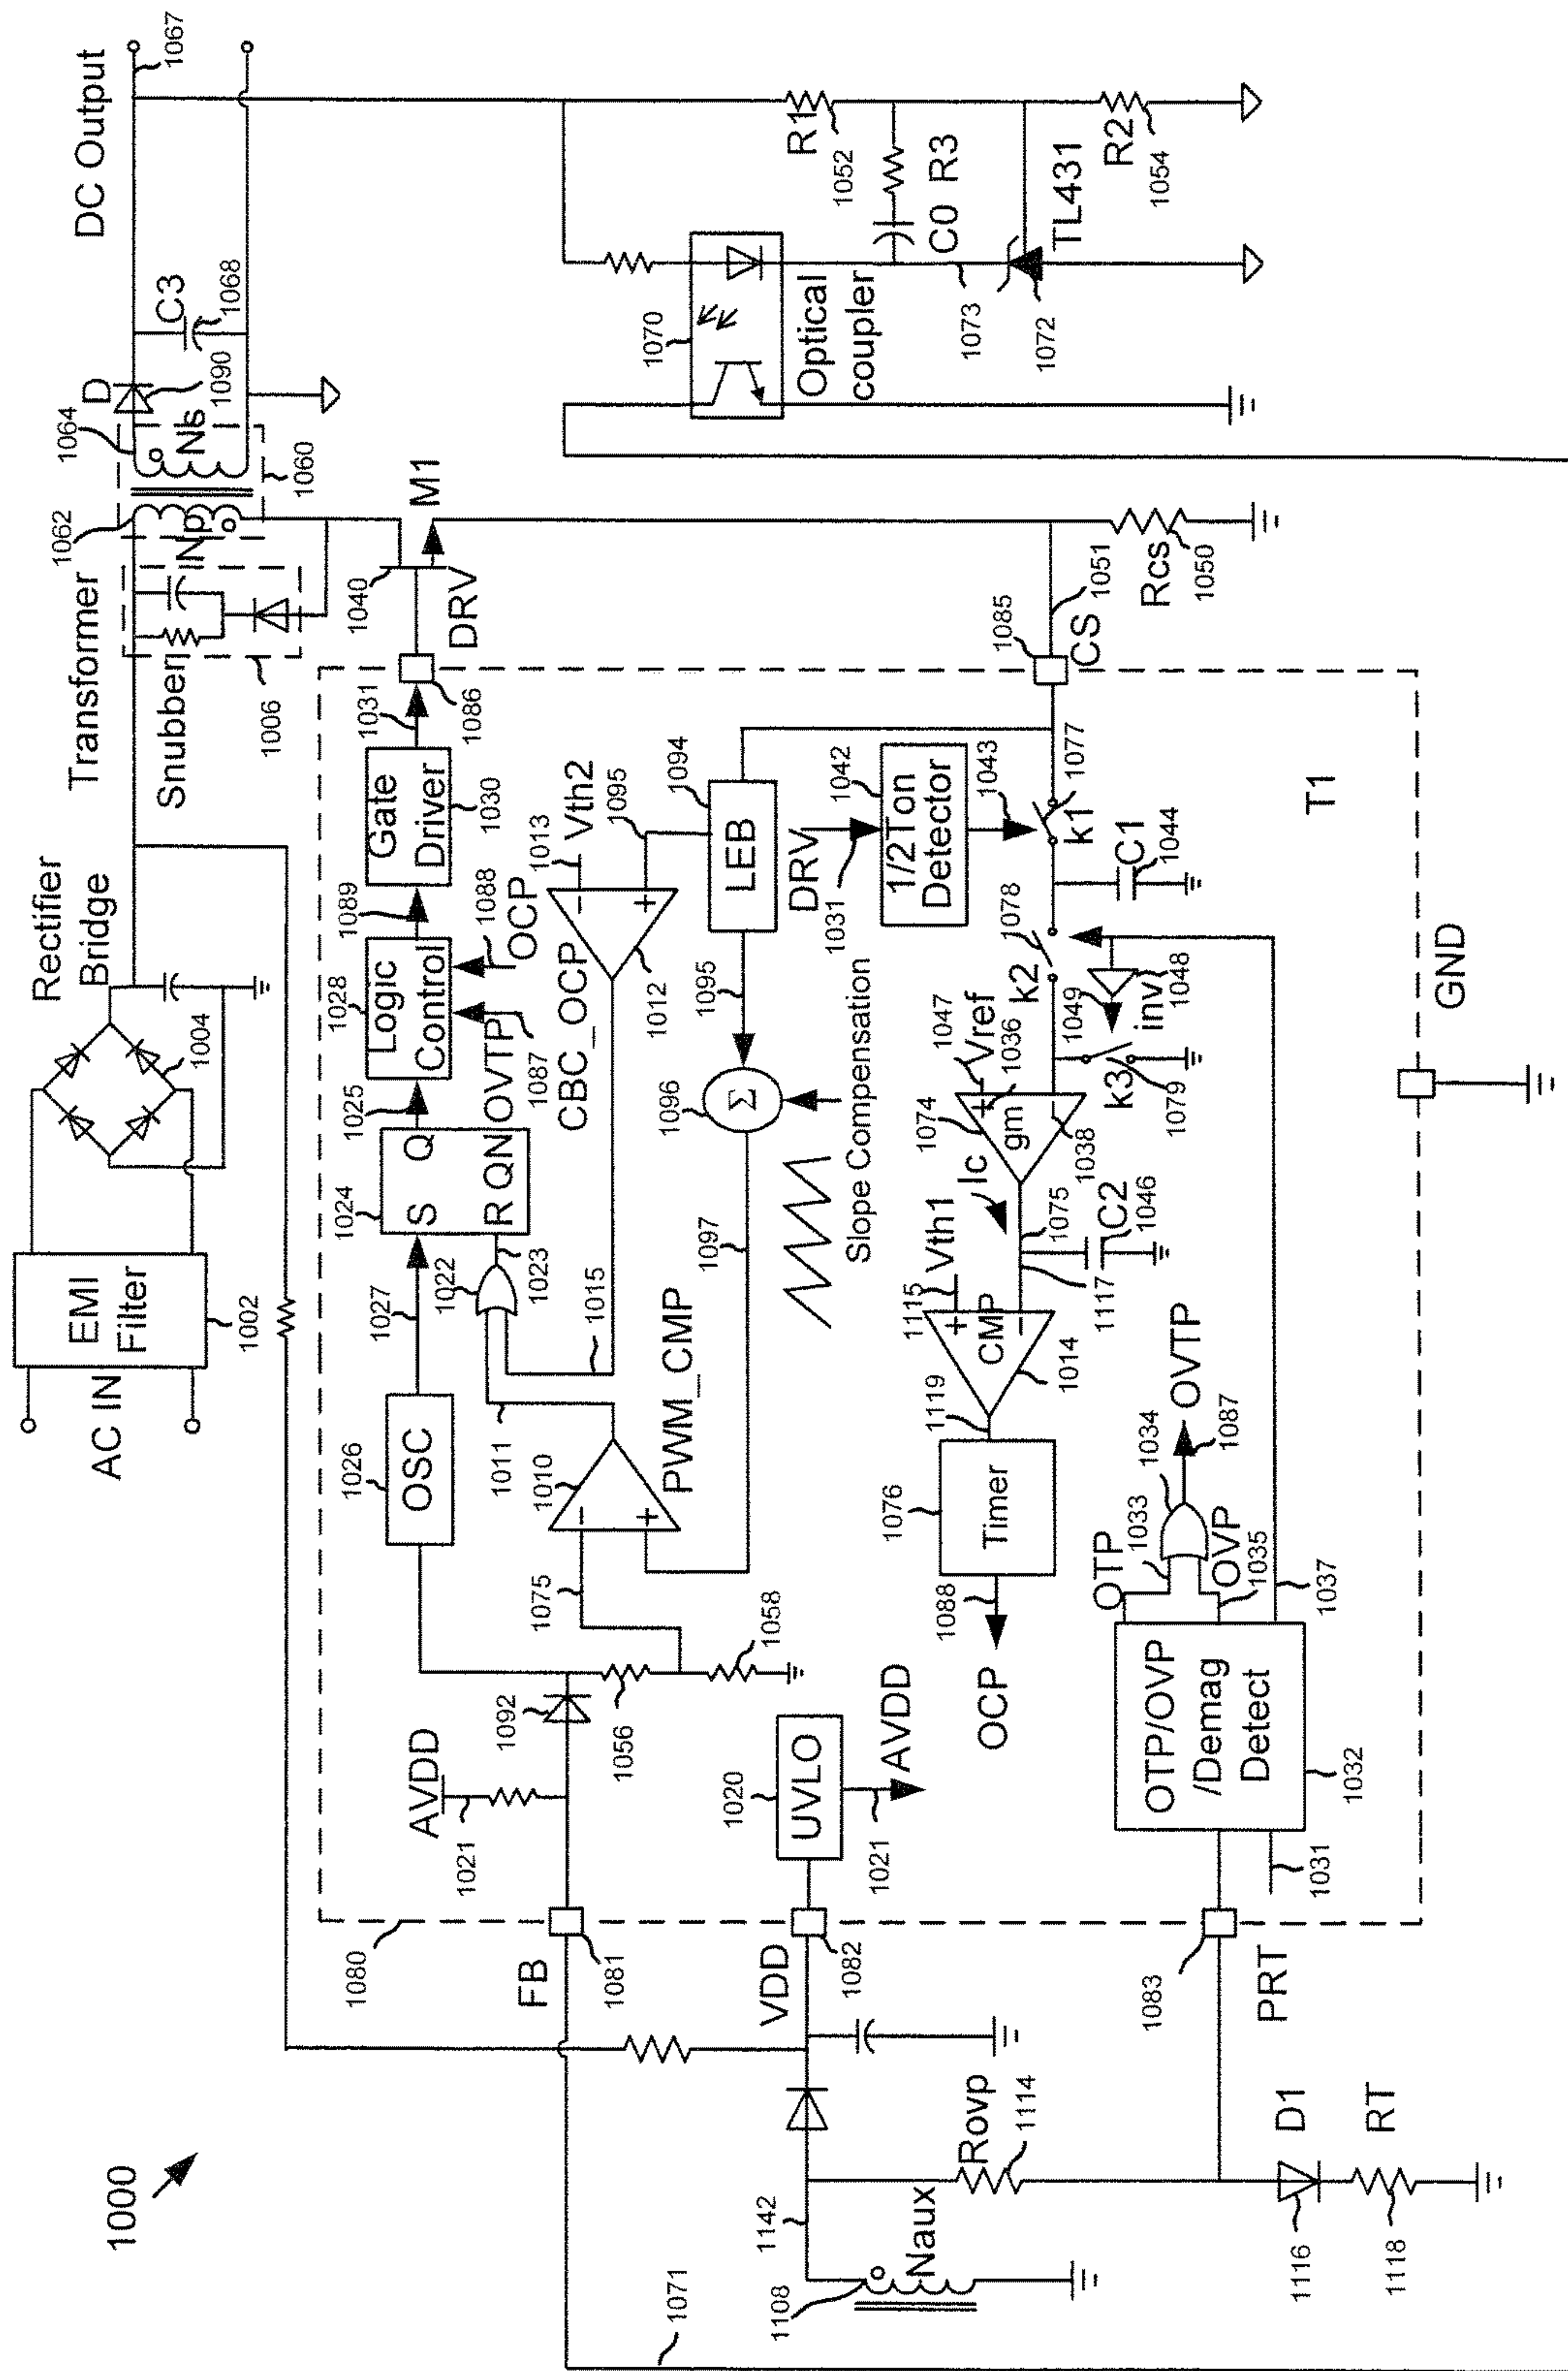 1000
AC IN
EMI
Filter
1002
Rectifier
Bridge
1004
Transformer
Snubber
1006
1062
Np
1064
Ns
1060
D
1090
C3
1068
DC Output
1067
1040
M1
DRV
1080
AVDD
1021
1092
1056
1058
1075
1026
OSC
1027
1024
S
Q
R
QN
1025
1028
Logic
Control
1089
Gate
Driver
1030
1031
1086
1088
OCP
1087
OVTP
1022
1023
1011
1010
PWM_CMP
1015
CBC_OCP
1012
1013
Vth2
1095
1094
LEB
1095
1096
Σ
1097
Slope Compensation
DRV
1031
1042
1/2Ton
Detector
1043
1085
CS
1051
Rcs
1050
1077
k1
C1
1044
1078
k2
1049
inv
1048
k3
1079
1047
Vref
1036
1074
gm
1038
Ic
1075
C2
1046
1115
Vth1
CMP
1117
1014
1119
1076
Timer
1088
OCP
FB
1081
VDD
1082
1020
UVLO
1021
AVDD
1083
PRT
OTP/OVP
/Demag
Detect
1032
1031
OTP
1033
OVP
1035
1034
OVTP
1087
1037
T1
GND
1070
Optical
coupler
R1
1052
C0
R3
1073
TL431
1072
R2
1054
1071
1108
Naux
1142
Rovp
1114
D1
1116
RT
1118